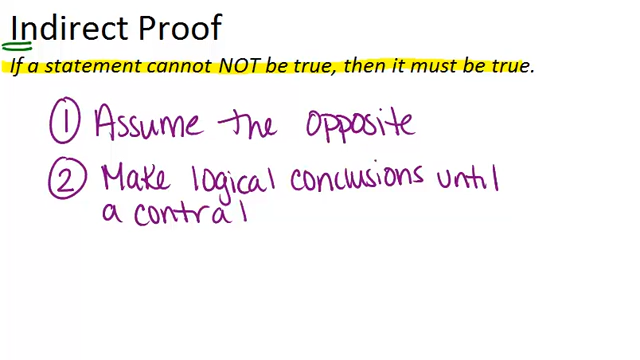 Indirect Proof
If a statement cannot NOT be true, then it must be true.
① Assume the opposite
② Make logical conclusions until
a contral